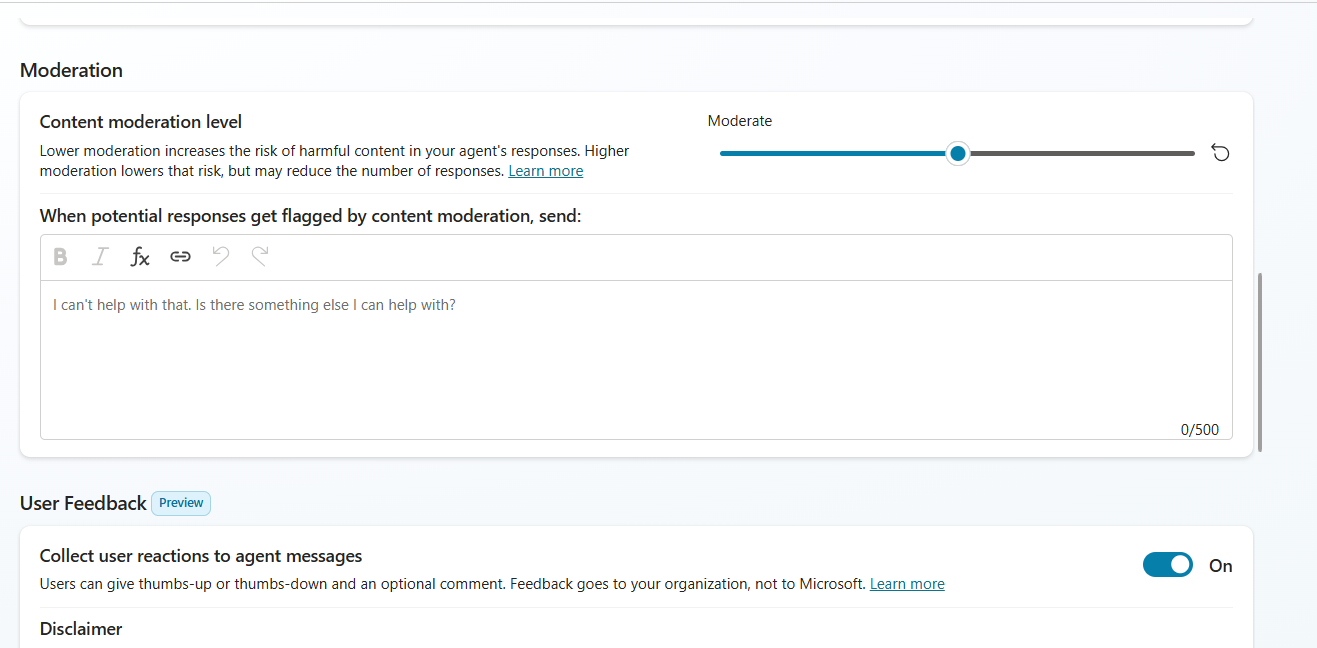 Moderation
Content moderation level
Moderate
Lower moderation increases the risk of harmful content in your agent's responses. Higher
moderation lowers that risk, but may reduce the number of responses. Learn more
When potential responses get flagged by content moderation, send:
B I fx
I can't help with that. Is there something else I can help with?
0/500
User Feedback Preview
Collect user reactions to agent messages
On
Users can give thumbs-up or thumbs-down and an optional comment. Feedback goes to your organization, not to Microsoft. Learn more
Disclaimer